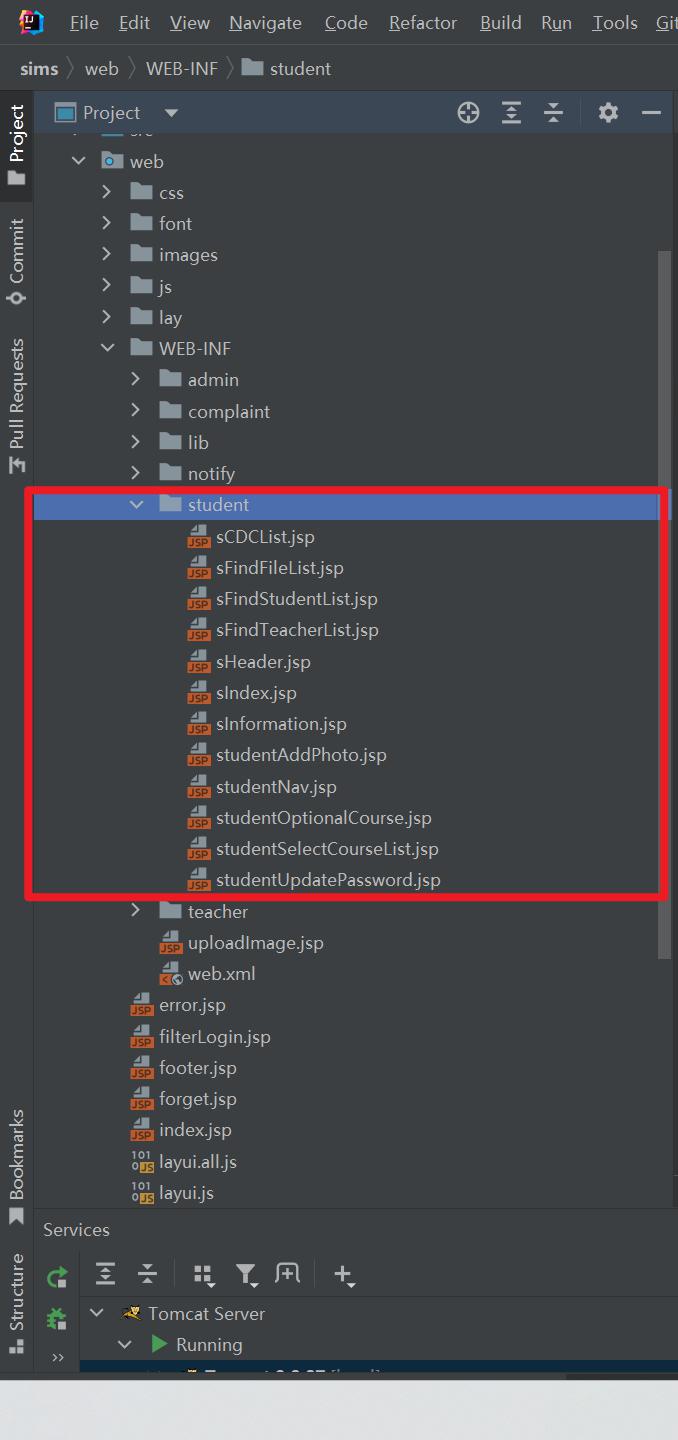 File Edit View Navigate Code Refactor Build Run Tools Git
sims web WEB-INF student
Project
web
css
font
images
js
lay
WEB-INF
admin
complaint
lib
notify
student
sCDCList.jsp
sFindFileList.jsp
sFindStudentList.jsp
sFindTeacherList.jsp
sHeader.jsp
sIndex.jsp
sInformation.jsp
studentAddPhoto.jsp
studentNav.jsp
studentOptionalCourse.jsp
studentSelectCourseList.jsp
studentUpdatePassword.jsp
teacher
uploadImage.jsp
web.xml
error.jsp
filterLogin.jsp
footer.jsp
forget.jsp
index.jsp
layui.all.js
layui.js
Project
Commit
Pull Requests
Bookmarks
Structure
Services
Tomcat Server
Running